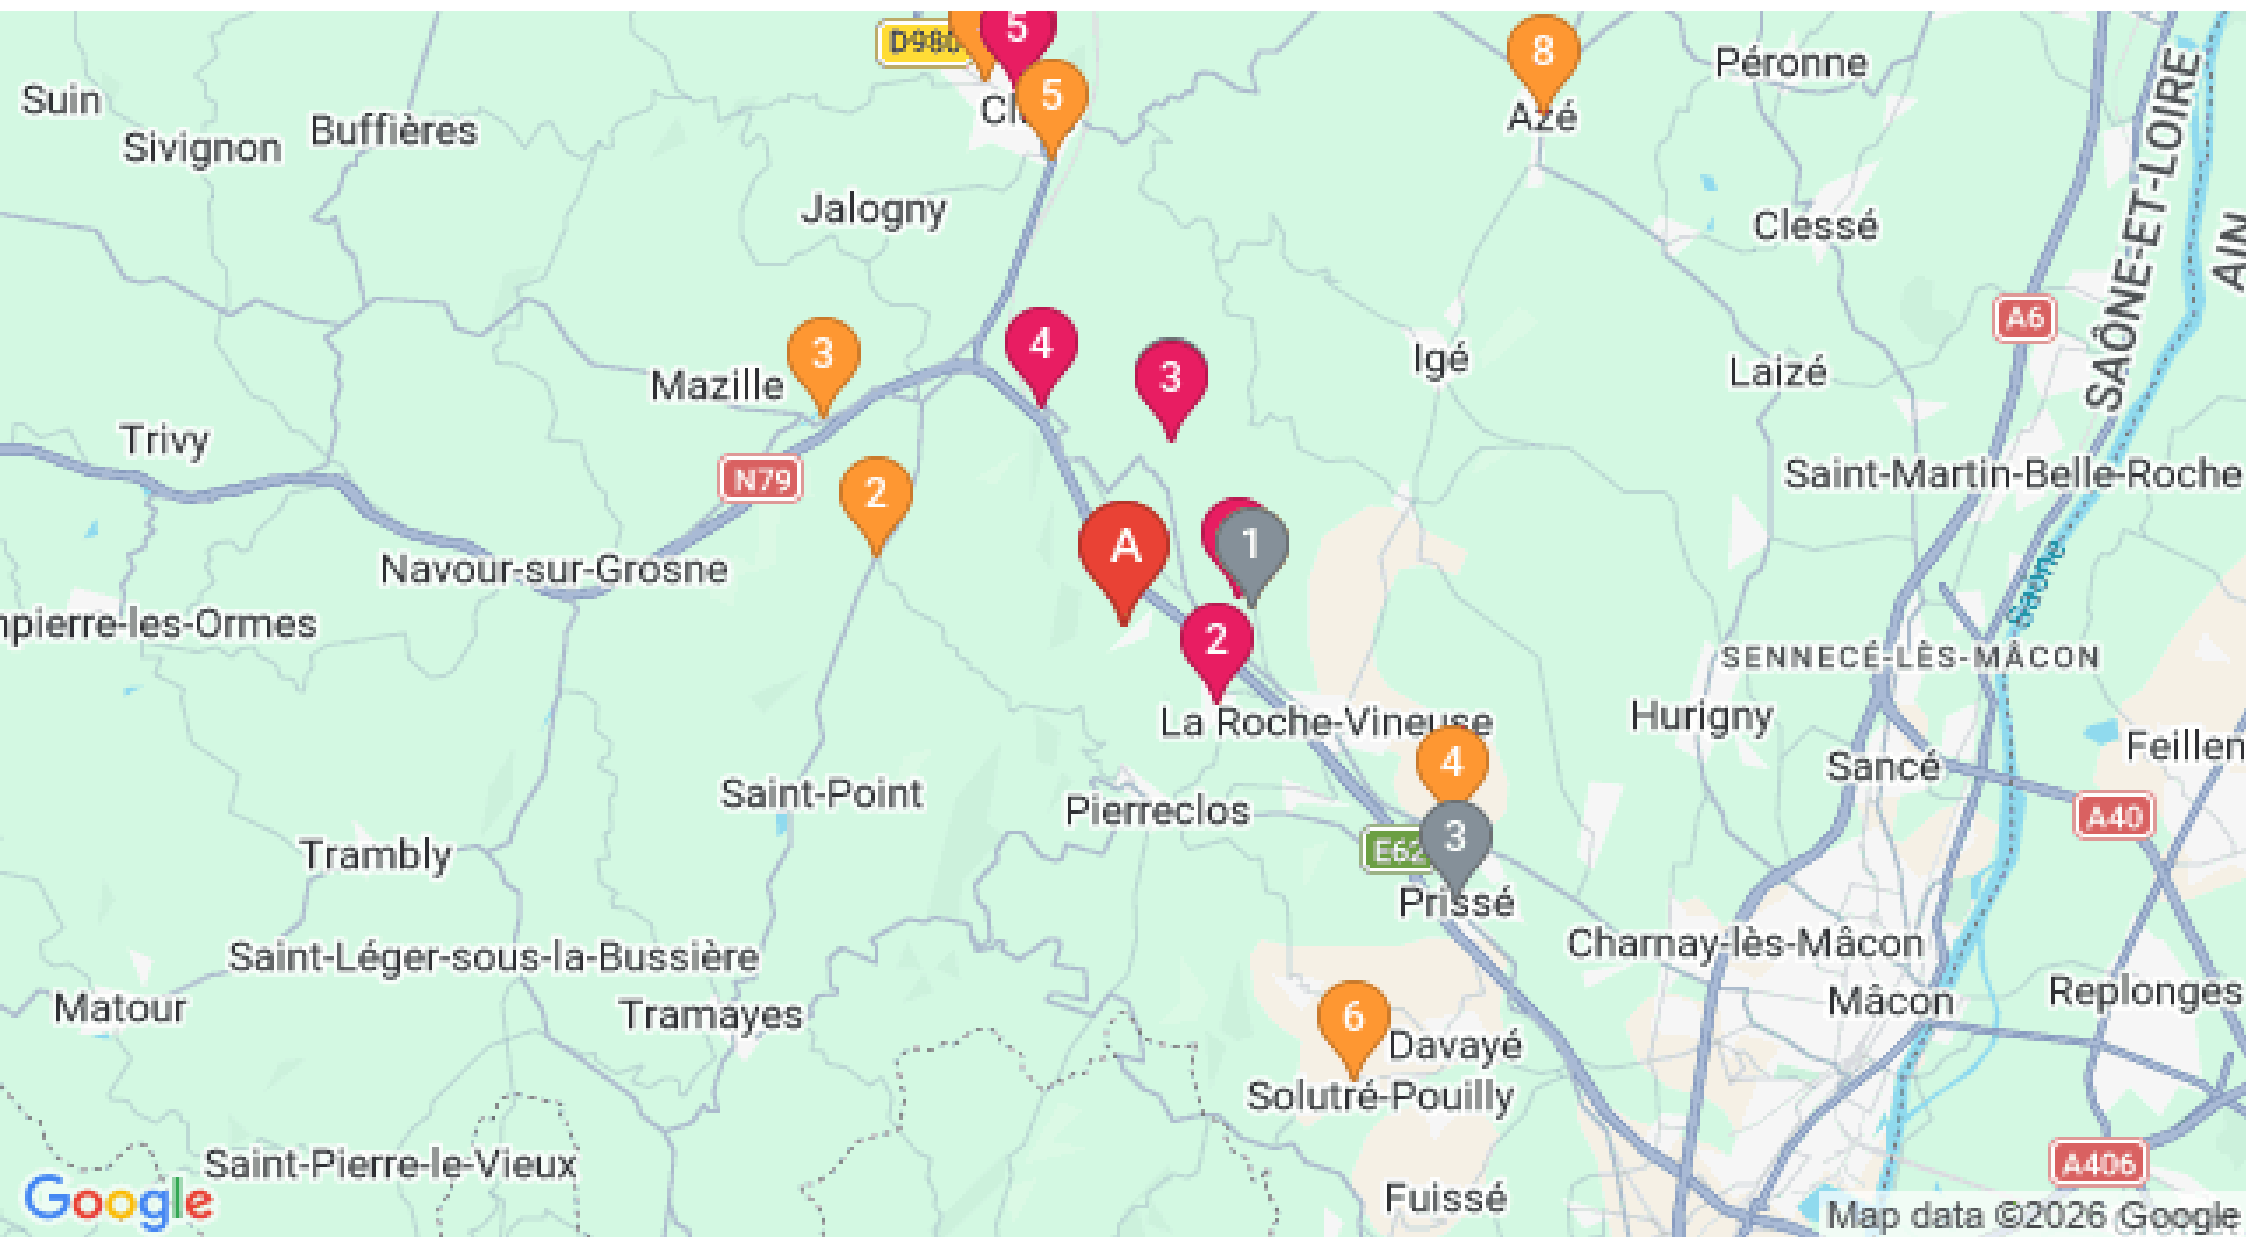 5
D980
8
Péronne
Suin
5
Azé
Buffières
Sivignon
Jalogny
Clessé
SAÔNE-ET-LOIRE
AIN
A6
4
3
3
Igé
Laizé
Mazille
Trivy
N79
2
Saint-Martin-Belle-Roche
A
1
Navour-sur-Grosne
Saône
npierre-les-Ormes
2
SENNECÉ-LÈS-MÂCON
La Roche-Vineuse
Hurigny
4
Feillen
Sancé
Saint-Point
Pierreclos
A40
E62
3
Trambly
Prissé
Charnay-lès-Mâcon
Saint-Léger-sous-la-Bussière
Replonges
Mâcon
Matour
Tramayes
6
Davayé
Solutré-Pouilly
Saint-Pierre-le-Vieux
A406
Fuissé
Google
Map data ©2026 Google